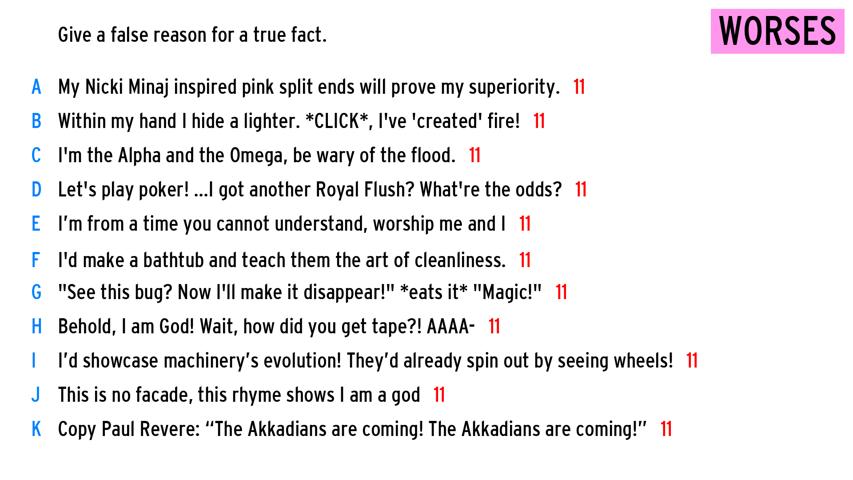 Give a false reason for a true fact.
WORSES
A My Nicki Minaj inspired pink split ends will prove my superiority. 11
B Within my hand I hide a lighter. *CLICK*, I've 'created' fire! 11
C I'm the Alpha and the Omega, be wary of the flood. 11
D Let's play poker! ...I got another Royal Flush? What're the odds? 11
E I’m from a time you cannot understand, worship me and I 11
F I'd make a bathtub and teach them the art of cleanliness. 11
G "See this bug? Now I'll make it disappear!" *eats it* "Magic!" 11
H Behold, I am God! Wait, how did you get tape?! AAAA- 11
I I’d showcase machinery’s evolution! They’d already spin out by seeing wheels! 11
J This is no facade, this rhyme shows I am a god 11
K Copy Paul Revere: “The Akkadians are coming! The Akkadians are coming!” 11